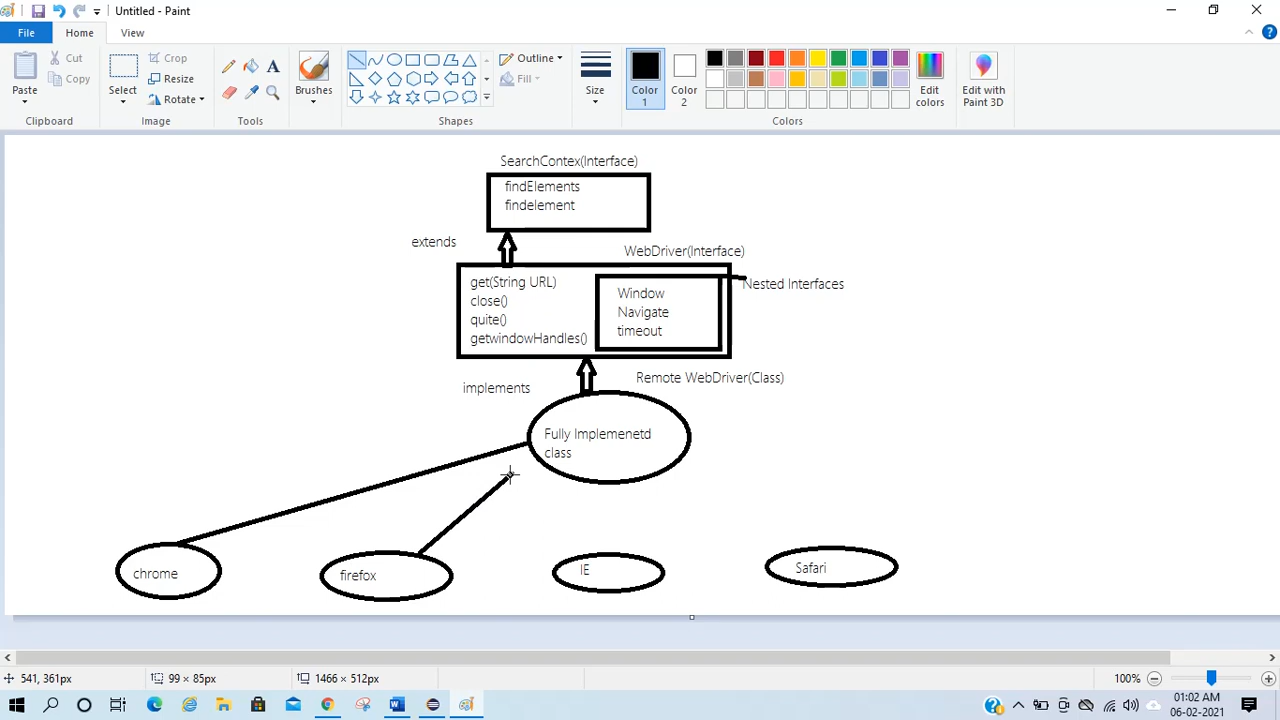 Untitled - Paint
File Home View
Paste
Cut
Copy
Clipboard
Select
Crop
Resize
Rotate
Image
Tools
Brushes
Shapes
Outline
Fill
Size
Color 1
Color 2
Edit colors
Colors
Edit with Paint 3D
SearchContex(Interface)
findElements
findelement
extends
WebDriver(Interface)
get(String URL)
close()
quite()
getwindowHandles()
Window
Navigate
timeout
Nested Interfaces
implements
Remote WebDriver(Class)
Fully Implemenetd
class
chrome
firefox
IE
Safari
541, 361px
99 × 85px
1466 × 512px
100%
01:02 AM
06-02-2021